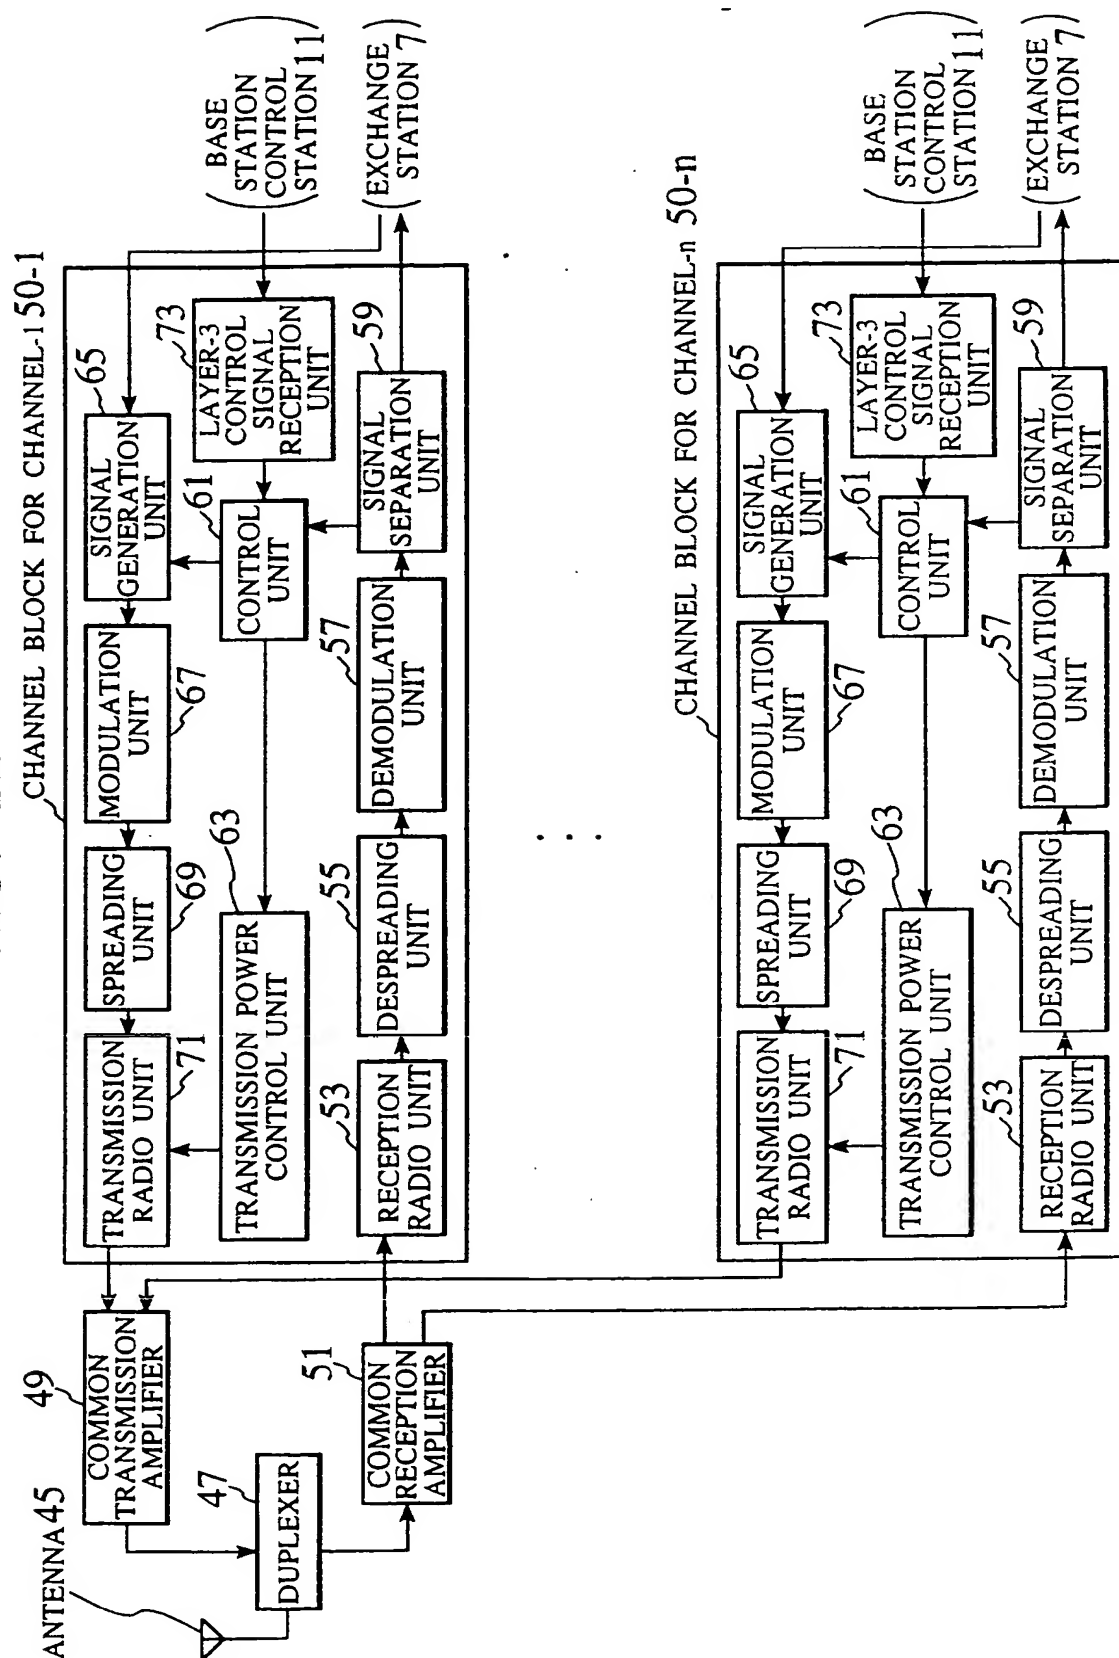 ANTENNA 45
49
COMMON
TRANSMISSION
AMPLIFIER
47
DUPLEXER
51
COMMON
RECEPTION
AMPLIFIER
CHANNEL BLOCK FOR CHANNEL-1 50-1
TRANSMISSION
RADIO UNIT
71
SPREADING
UNIT
69
MODULATION
UNIT
67
SIGNAL
GENERATION
UNIT
65
TRANSMISSION POWER
CONTROL UNIT
63
CONTROL
UNIT
61
LAYER-3
CONTROL
SIGNAL
RECEPTION
UNIT
73
RECEPTION
RADIO UNIT
53
DESPREADING
UNIT
55
DEMODULATION
UNIT
57
SIGNAL
SEPARATION
UNIT
59
(BASE
STATION
CONTROL
STATION 11)
(EXCHANGE
STATION 7)
. . .
CHANNEL BLOCK FOR CHANNEL-n 50-n
TRANSMISSION
RADIO UNIT
71
SPREADING
UNIT
69
MODULATION
UNIT
67
SIGNAL
GENERATION
UNIT
65
TRANSMISSION POWER
CONTROL UNIT
63
CONTROL
UNIT
61
LAYER-3
CONTROL
SIGNAL
RECEPTION
UNIT
73
RECEPTION
RADIO UNIT
53
DESPREADING
UNIT
55
DEMODULATION
UNIT
57
SIGNAL
SEPARATION
UNIT
59
(BASE
STATION
CONTROL
STATION 11)
(EXCHANGE
STATION 7)